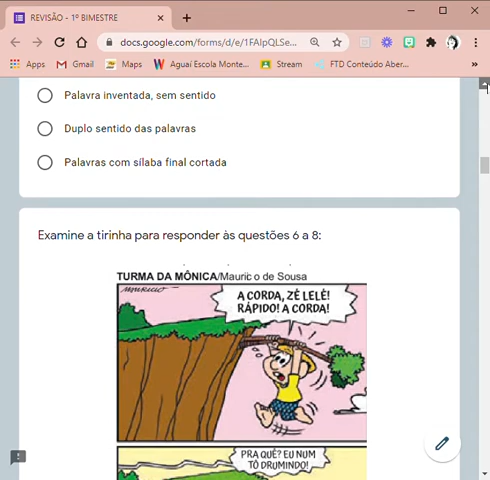 REVISÃO - 1º BIMESTRE
docs.google.com/forms/d/e/1FAIpQLSe...
Apps Gmail Maps Aguaí Escola Monte... Stream FTD Conteúdo Aber...
Palavra inventada, sem sentido
Duplo sentido das palavras
Palavras com sílaba final cortada
Examine a tirinha para responder às questões 6 a 8:
TURMA DA MÔNICA/Mauric o de Sousa
MAURICIO
A CORDA, ZÉ LELÉ!
RÁPIDO! A CORDA!
PRA QUÊ? EU NUM
TÔ DRUMINDO!